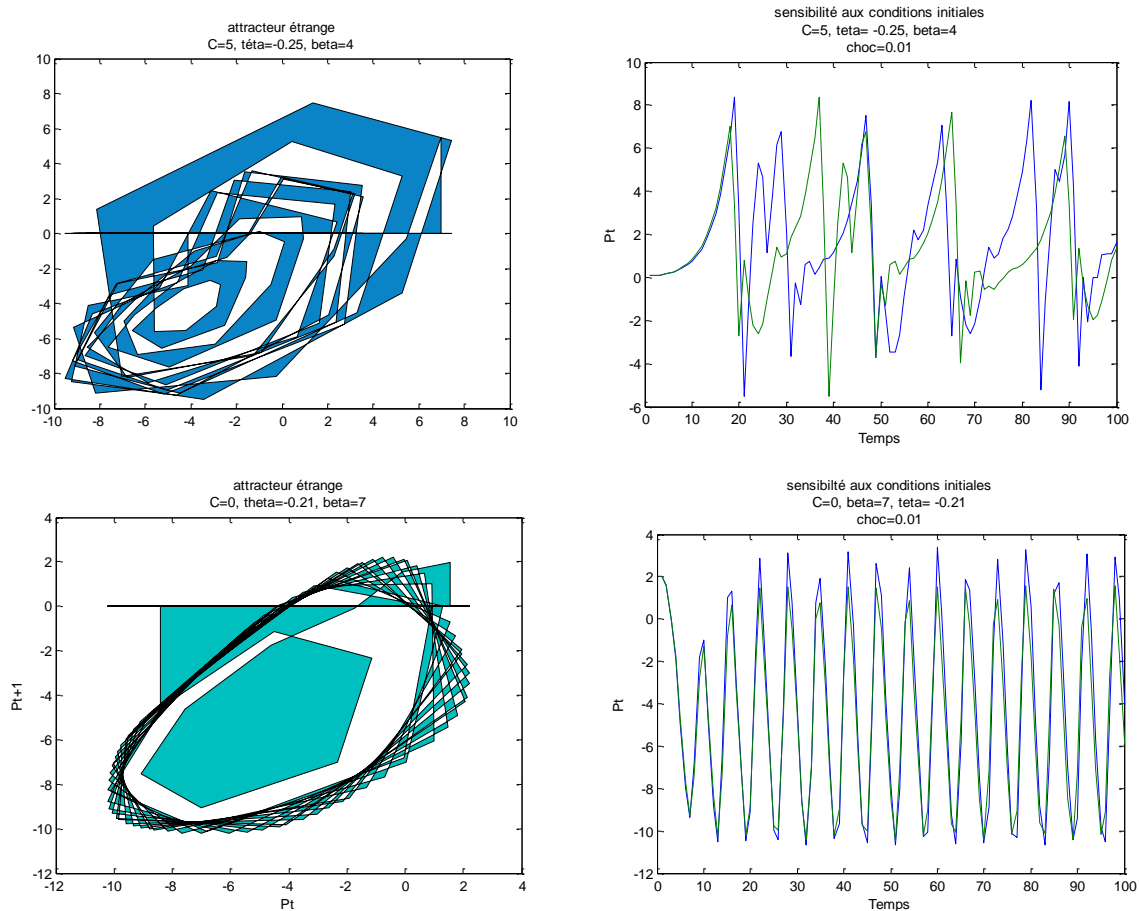 attracteur étrange
C=5, téta=-0.25, beta=4
10
8
6
4
2
0
-2
-4
-6
-8
-10
-10 -8 -6 -4 -2 0 2 4 6 8 10
sensibilité aux conditions initiales
C=5, teta= -0.25, beta=4
choc=0.01
Pt
10
8
6
4
2
0
-2
-4
-6
0 10 20 30 40 50 60 70 80 90 100
Temps
attracteur étrange
C=0, theta=-0.21, beta=7
Pt+1
4
2
0
-2
-4
-6
-8
-10
-12
-12 -10 -8 -6 -4 -2 0 2 4
Pt
sensibilté aux conditions initiales
C=0, beta=7, teta= -0.21
choc=0.01
Pt
4
2
0
-2
-4
-6
-8
-10
-12
0 10 20 30 40 50 60 70 80 90 100
Temps